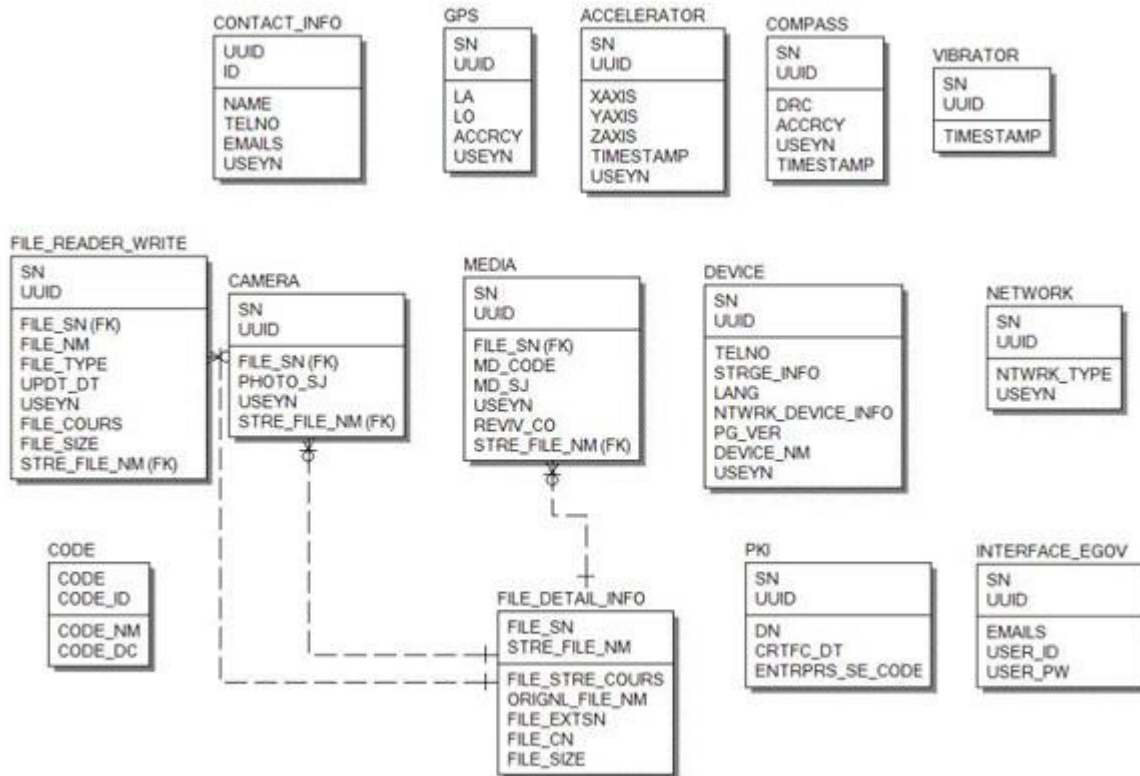 CONTACT_INFO
UUID
ID
NAME
TELNO
EMAILS
USEYN
GPS
SN
UUID
LA
LO
ACCRCY
USEYN
ACCELERATOR
SN
UUID
XAXIS
YAXIS
ZAXIS
TIMESTAMP
USEYN
COMPASS
SN
UUID
DRC
ACCRCY
USEYN
TIMESTAMP
VIBRATOR
SN
UUID
TIMESTAMP
FILE_READER_WRITE
SN
UUID
FILE_SN (FK)
FILE_NM
FILE_TYPE
UPDT_DT
USEYN
FILE_COURS
FILE_SIZE
STRE_FILE_NM (FK)
CAMERA
SN
UUID
FILE_SN (FK)
PHOTO_SJ
USEYN
STRE_FILE_NM (FK)
MEDIA
SN
UUID
FILE_SN (FK)
MD_CODE
MD_SJ
USEYN
REVIV_CO
STRE_FILE_NM (FK)
DEVICE
SN
UUID
TELNO
STRGE_INFO
LANG
NTWRK_DEVICE_INFO
PG_VER
DEVICE_NM
USEYN
NETWORK
SN
UUID
NTWRK_TYPE
USEYN
CODE
CODE
CODE_ID
CODE_NM
CODE_DC
FILE_DETAIL_INFO
FILE_SN
STRE_FILE_NM
FILE_STRE_COURS
ORIGNL_FILE_NM
FILE_EXTSN
FILE_CN
FILE_SIZE
PKI
SN
UUID
DN
CRTFC_DT
ENTRPRS_SE_CODE
INTERFACE_EGOV
SN
UUID
EMAILS
USER_ID
USER_PW